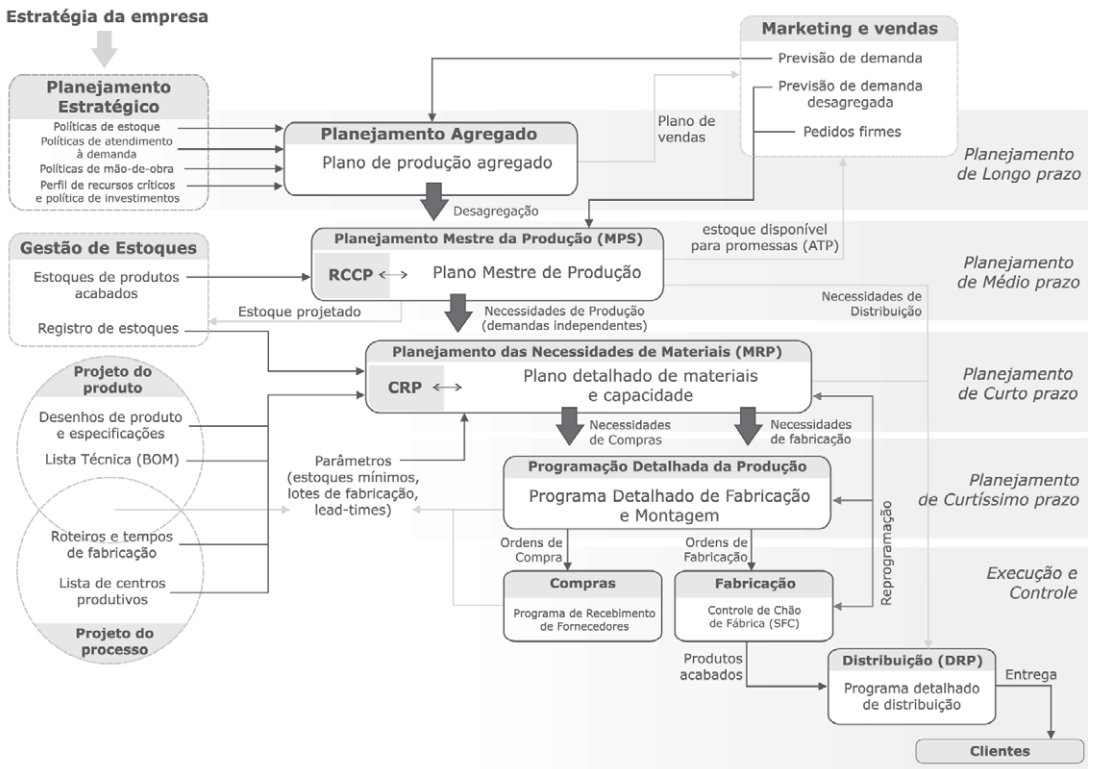 Estratégia da empresa
Planejamento
Estratégico
Políticas de estoque
Políticas de atendimento
à demanda
Políticas de mão-de-obra
Perfil de recursos críticos
e política de investimentos
Marketing e vendas
Previsão de demanda
Previsão de demanda
desagregada
Pedidos firmes
Planejamento Agregado
Plano de produção agregado
Plano de
vendas
Planejamento
de Longo prazo
Desagregação
Gestão de Estoques
Estoques de produtos
acabados
Registro de estoques
Planejamento Mestre da Produção (MPS)
RCCP
Plano Mestre de Produção
estoque disponível
para promessas (ATP)
Planejamento
de Médio prazo
Estoque projetado
Necessidades de Produção
(demandas independentes)
Necessidades de
Distribuição
Planejamento das Necessidades de Materiais (MRP)
CRP
Plano detalhado de materiais
e capacidade
Planejamento
de Curto prazo
Projeto do
produto
Desenhos de produto
e especificações
Lista Técnica (BOM)
Necessidades
de Compras
Necessidades
de fabricação
Parâmetros
(estoques mínimos,
lotes de fabricação,
lead-times)
Programação Detalhada da Produção
Programa Detalhado de Fabricação
e Montagem
Planejamento
de Curtíssimo prazo
Roteiros e tempos
de fabricação
Lista de centros
produtivos
Projeto do
processo
Ordens de
Compra
Ordens de
Fabricação
Reprogramação
Compras
Programa de Recebimento
de Fornecedores
Fabricação
Controle de Chão
de Fábrica (SFC)
Execução e
Controle
Produtos
acabados
Distribuição (DRP)
Programa detalhado
de distribuição
Entrega
Clientes